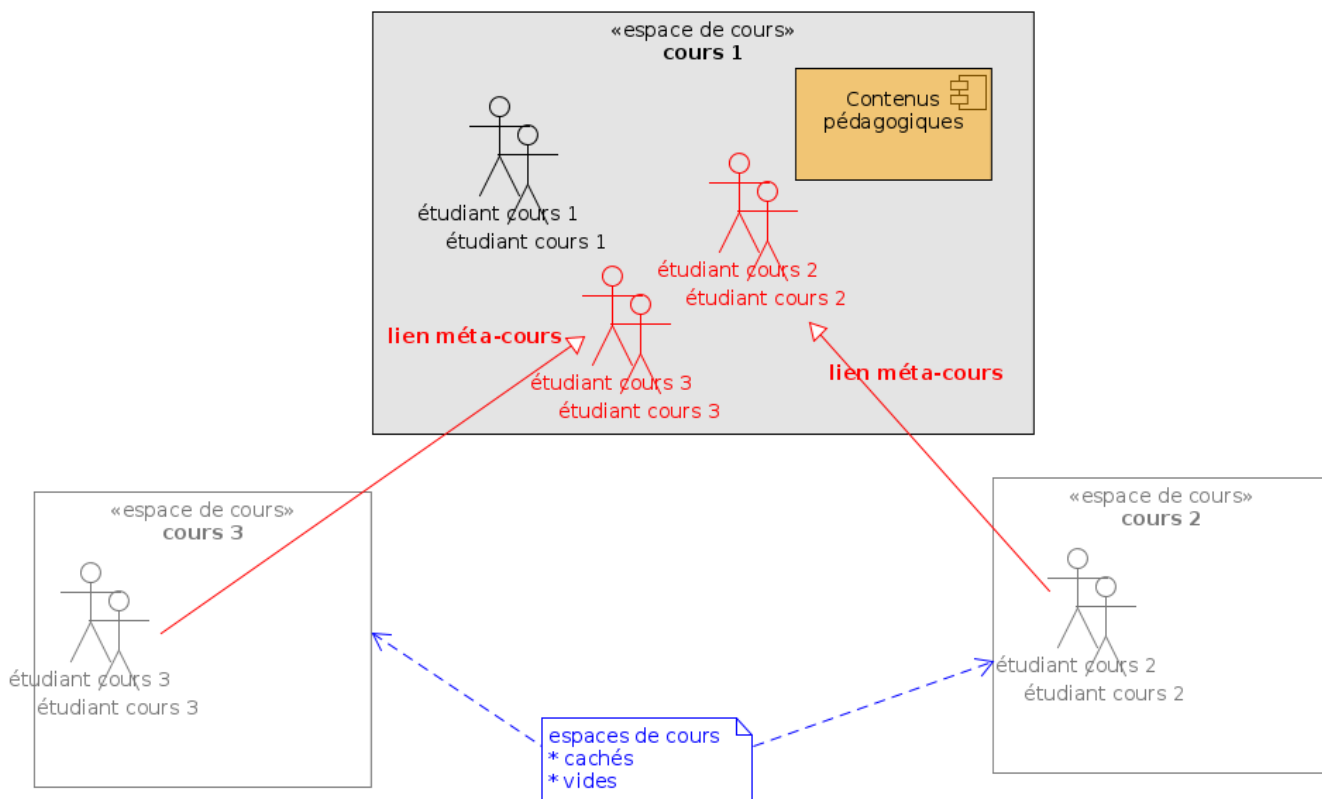 «espace de cours»
cours 1
Contenus
pédagogiques
étudiant cours 1
étudiant cours 1
étudiant cours 2
étudiant cours 2
lien méta-cours
étudiant cours 3
étudiant cours 3
lien méta-cours
«espace de cours»
cours 3
étudiant cours 3
étudiant cours 3
«espace de cours»
cours 2
étudiant cours 2
étudiant cours 2
espaces de cours
* cachés
* vides